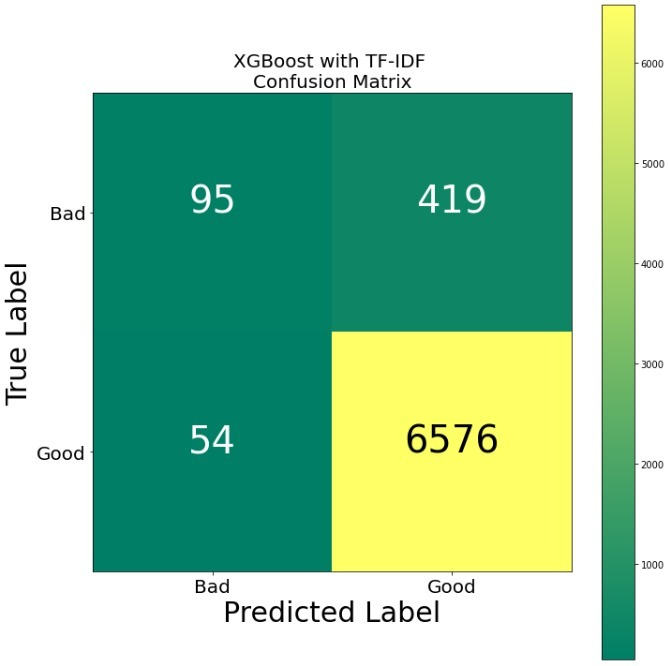 XGBoost with TF-IDF
Confusion Matrix
True Label
Bad
95
419
Good
54
6576
Bad
Good
Predicted Label
6000
5000
4000
3000
2000
1000